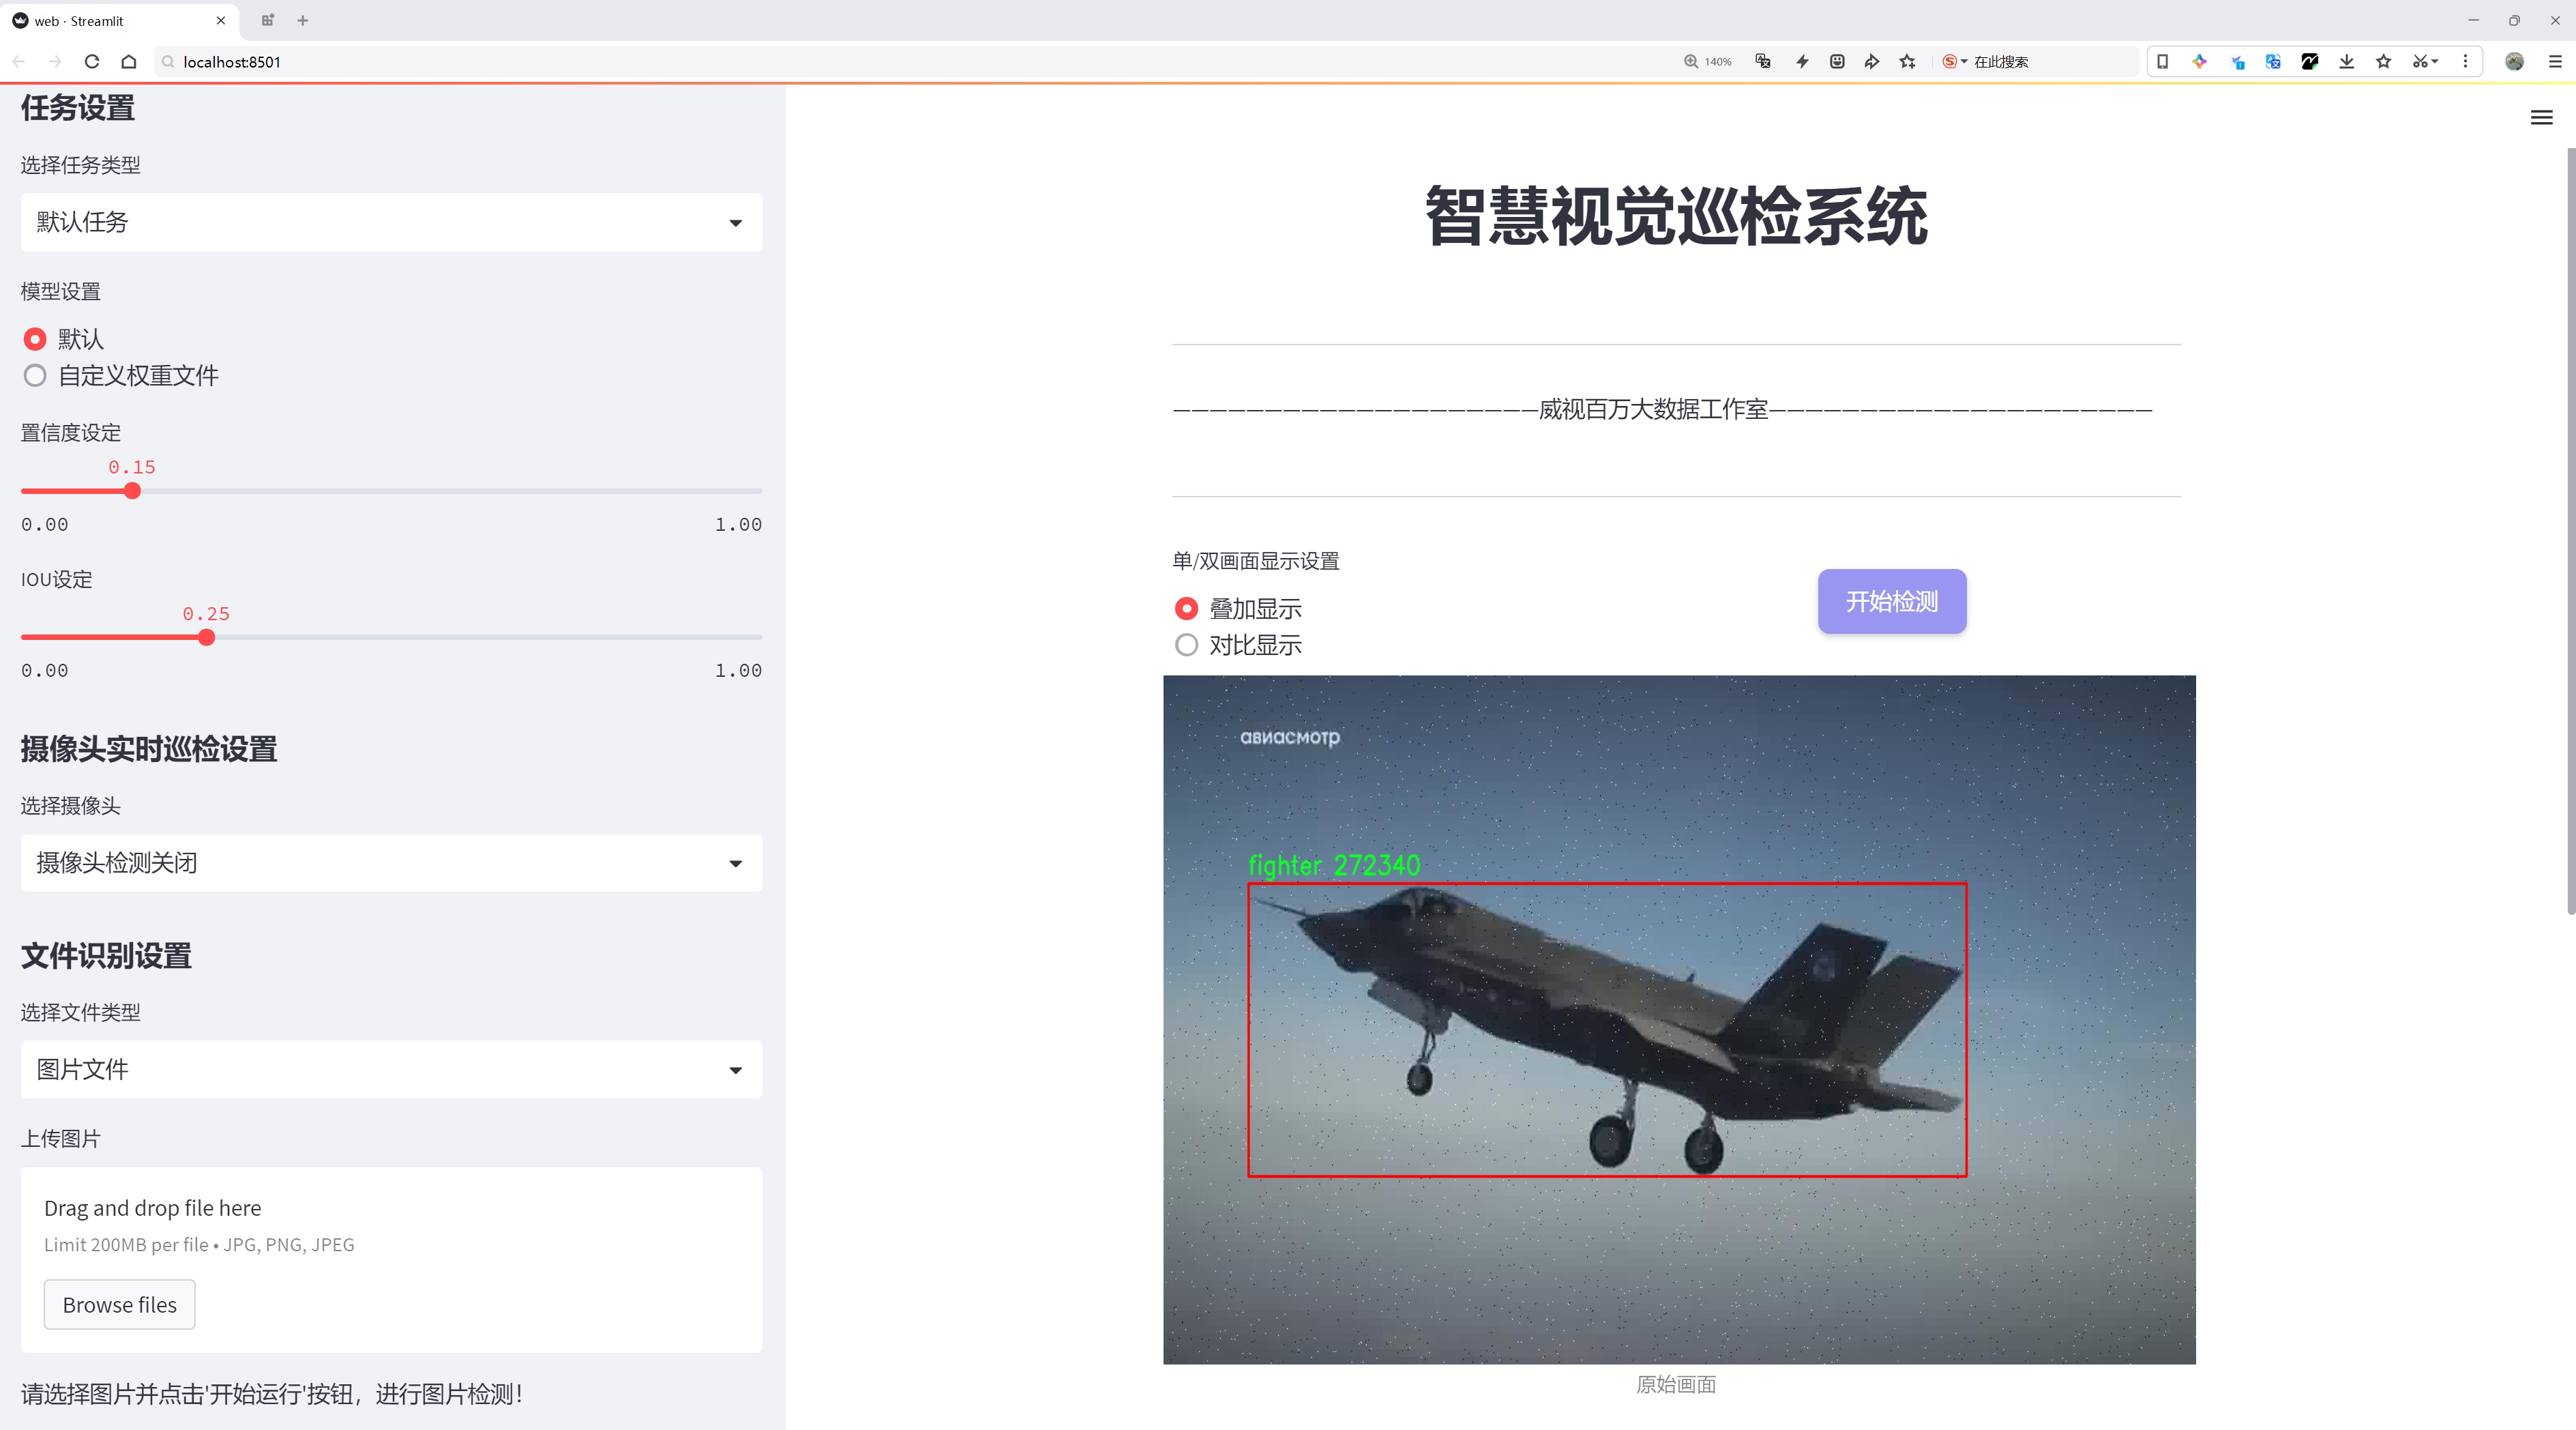 web · Streamlit
localhost:8501
140%
在此搜索
任务设置
选择任务类型
默认任务
模型设置
默认
自定义权重文件
置信度设定
0.15
0.00
1.00
IOU设定
0.25
0.00
1.00
摄像头实时巡检设置
选择摄像头
摄像头检测关闭
文件识别设置
选择文件类型
图片文件
上传图片
Drag and drop file here
Limit 200MB per file • JPG, PNG, JPEG
Browse files
请选择图片并点击'开始运行'按钮，进行图片检测！
智慧视觉巡检系统
————————————————————威视百万大数据工作室—————————————————————
单/双画面显示设置
叠加显示
对比显示
开始检测
авиасмотр
fighter 272340
原始画面